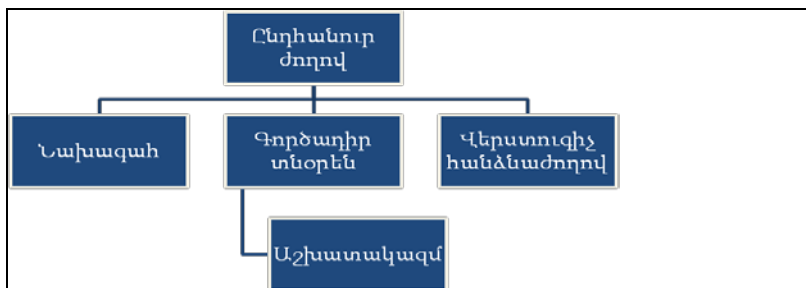 Ընդհանուր
ժողով
Նախագահ
Գործադիր
տնօրեն
Վերստուգիչ
հանձնաժողով
Աշխատակազմ